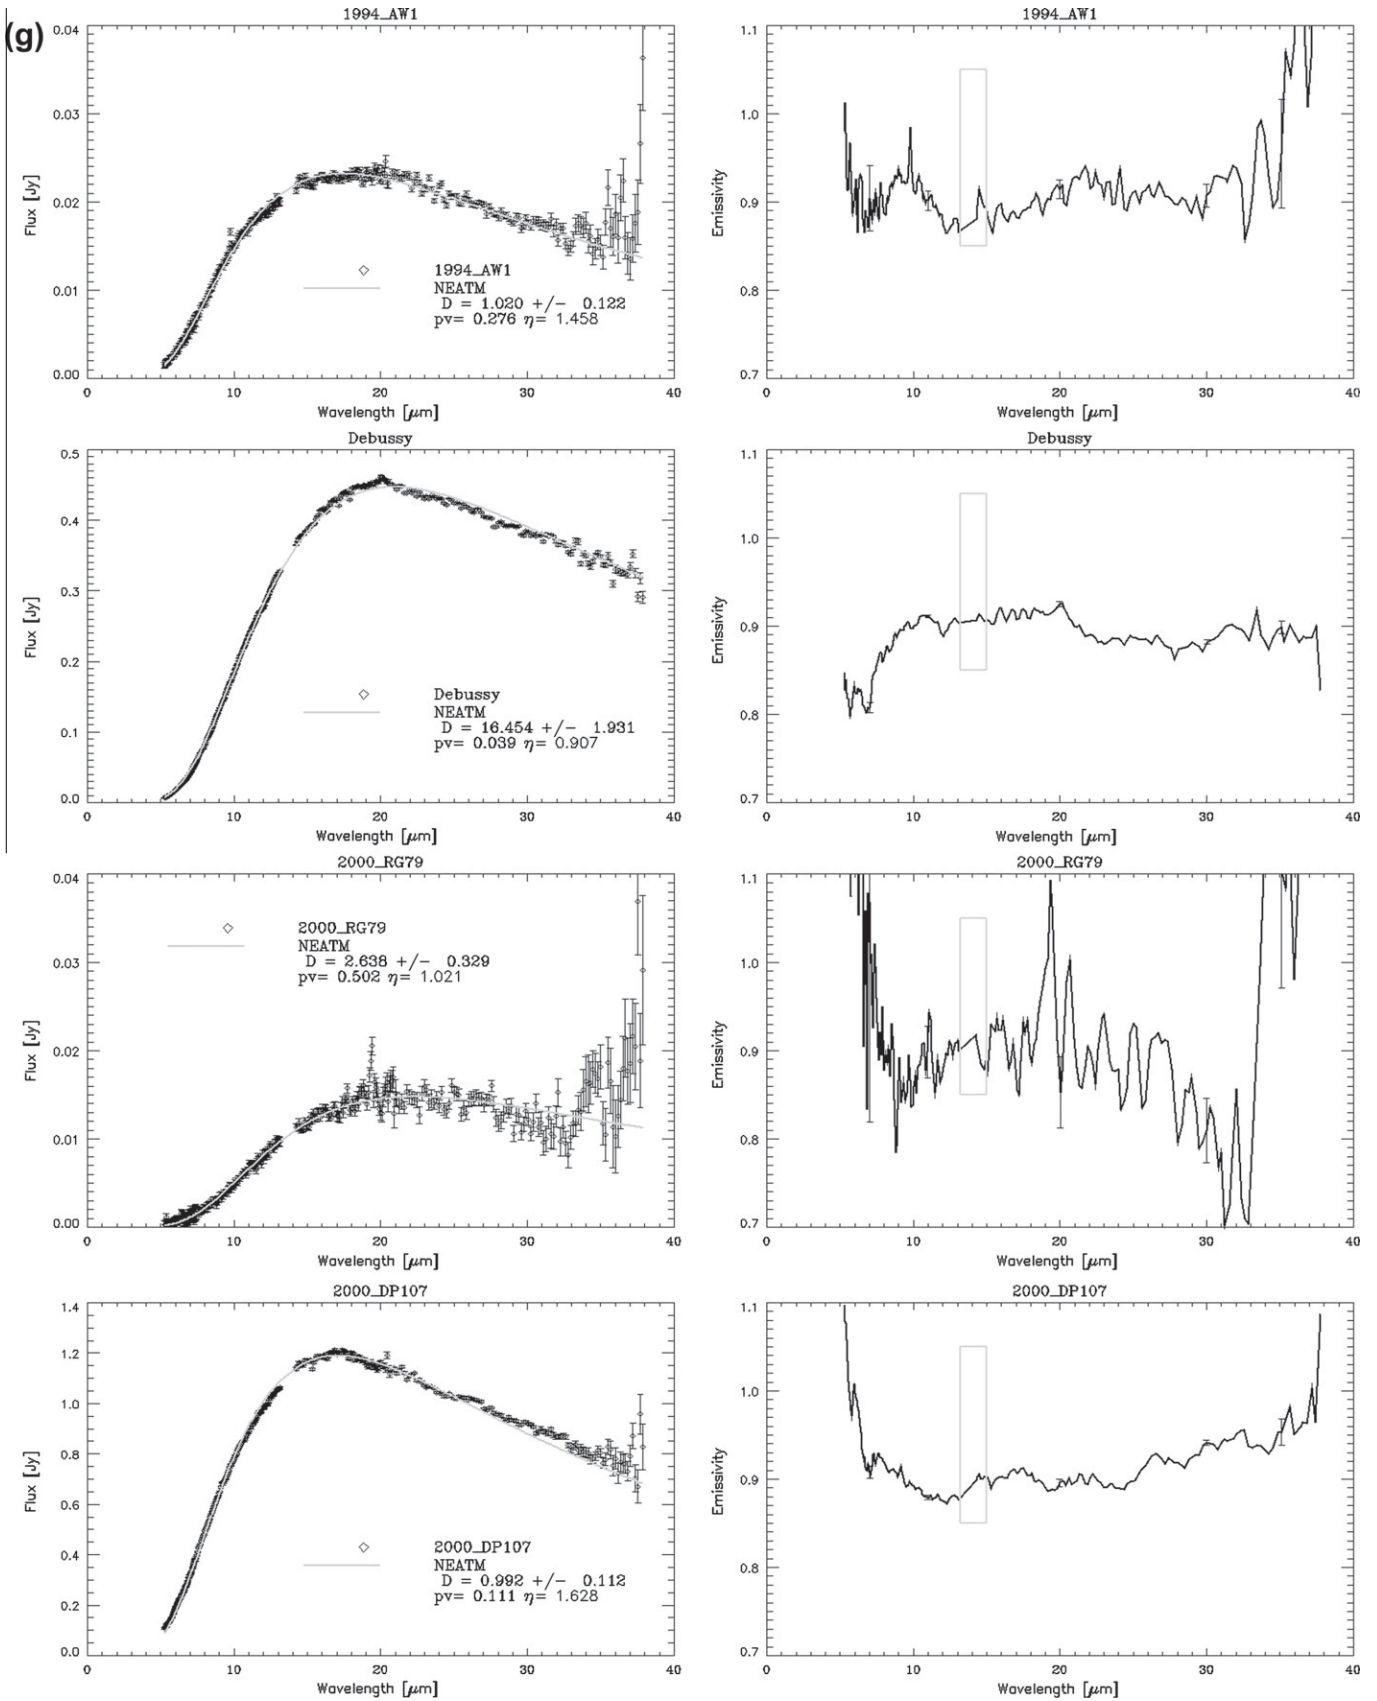 (g)
1994_AW1
0.04
0.03
0.02
0.01
0.00
Flux [Jy]
1994_AW1
NEATM
D = 1.020 +/- 0.122
pv= 0.276 η= 1.458
0 10 20 30 40
Wavelength [μm]
1994_AW1
1.1
1.0
0.9
0.8
0.7
Emissivity
0 10 20 30 40
Wavelength [μm]
Debussy
0.5
0.4
0.3
0.2
0.1
0.0
Flux [Jy]
Debussy
NEATM
D = 16.454 +/- 1.931
pv= 0.039 η= 0.907
0 10 20 30 40
Wavelength [μm]
Debussy
1.1
1.0
0.9
0.8
0.7
Emissivity
0 10 20 30 40
Wavelength [μm]
2000_RG79
0.04
0.03
0.02
0.01
0.00
Flux [Jy]
2000_RG79
NEATM
D = 2.638 +/- 0.329
pv= 0.502 η= 1.021
0 10 20 30 40
Wavelength [μm]
2000_RG79
1.1
1.0
0.9
0.8
0.7
Emissivity
0 10 20 30 40
Wavelength [μm]
2000_DP107
1.4
1.2
1.0
0.8
0.6
0.4
0.2
0.0
Flux [Jy]
2000_DP107
NEATM
D = 0.992 +/- 0.112
pv= 0.111 η= 1.628
0 10 20 30 40
Wavelength [μm]
2000_DP107
1.1
1.0
0.9
0.8
0.7
Emissivity
0 10 20 30 40
Wavelength [μm]